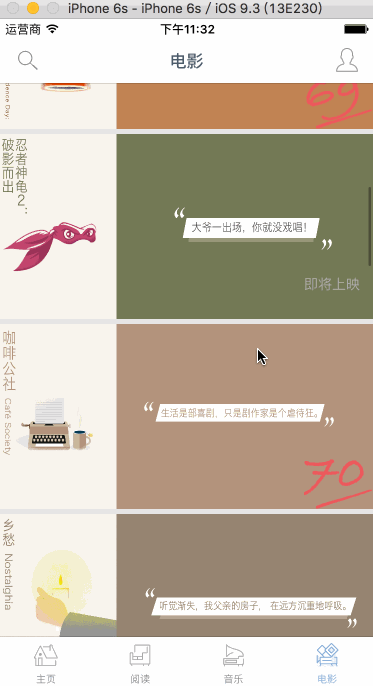 iPhone 6s - iPhone 6s / iOS 9.3 (13E230)
运营商
下午11:32
电影
dence Day:
69
忍者神龟2:
破影而出
“
大爷一出场,你就没戏唱!
”
即将上映
咖啡公社
Café Society
“
生活是部喜剧,只是剧作家是个虐待狂。
”
70
乡愁
Nostalghia
“
听觉渐失,我父亲的房子, 在远方沉重地呼吸。
”
主页
阅读
音乐
电影